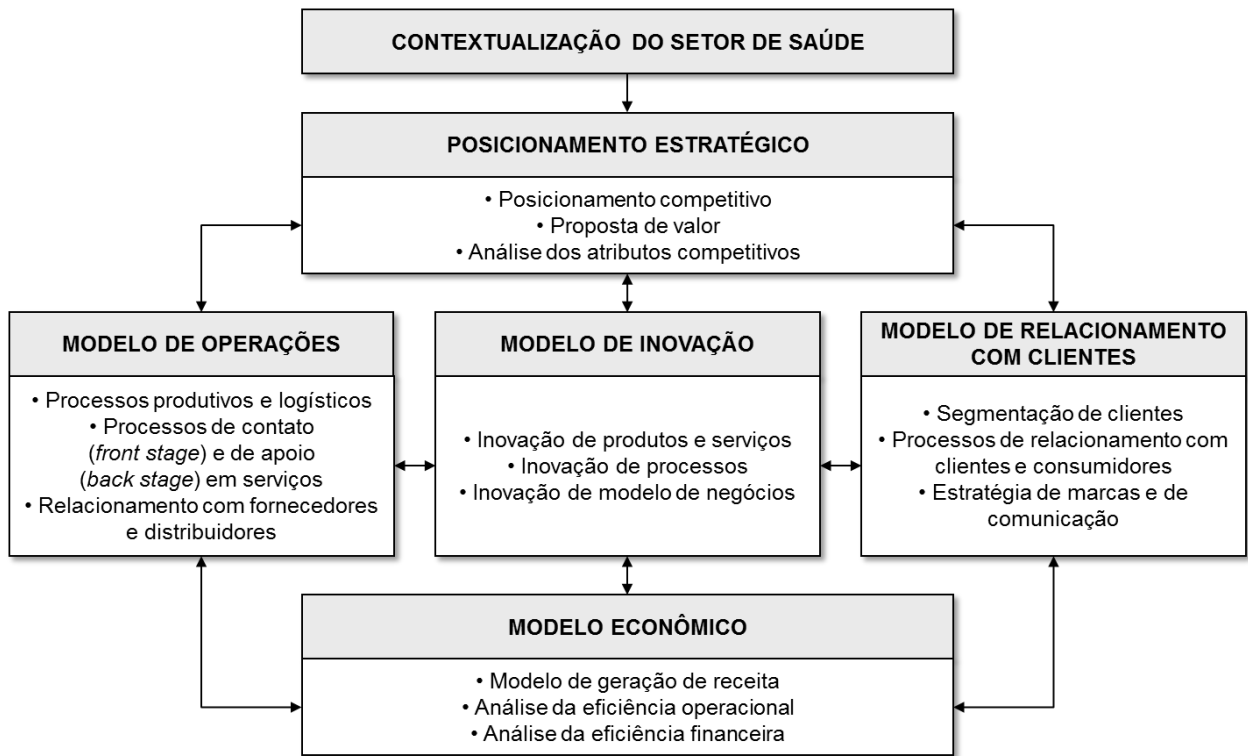 CONTEXTUALIZAÇÃO DO SETOR DE SAÚDE
POSICIONAMENTO ESTRATÉGICO
• Posicionamento competitivo
• Proposta de valor
• Análise dos atributos competitivos
MODELO DE OPERAÇÕES
• Processos produtivos e logísticos
• Processos de contato
(front stage) e de apoio
(back stage) em serviços
• Relacionamento com fornecedores
e distribuidores
MODELO DE INOVAÇÃO
• Inovação de produtos e serviços
• Inovação de processos
• Inovação de modelo de negócios
MODELO DE RELACIONAMENTO
COM CLIENTES
• Segmentação de clientes
• Processos de relacionamento com
clientes e consumidores
• Estratégia de marcas e de
comunicação
MODELO ECONÔMICO
• Modelo de geração de receita
• Análise da eficiência operacional
• Análise da eficiência financeira